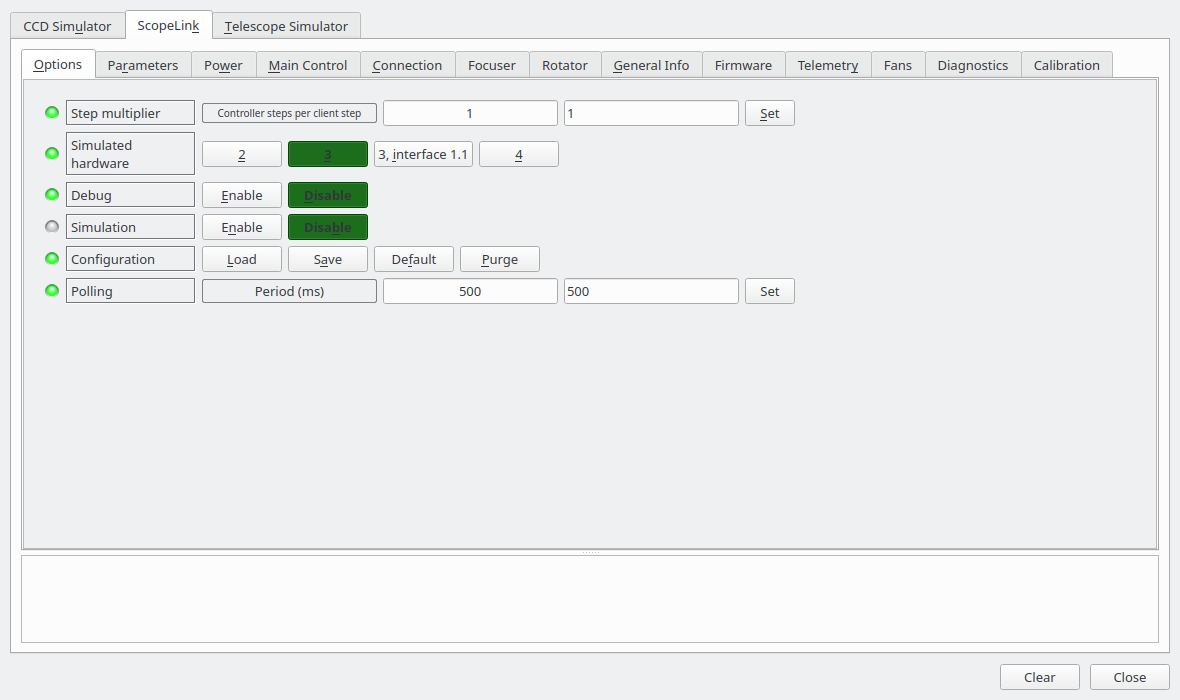 CCD Simulator ScopeLink Telescope Simulator
Options Parameters Power Main Control Connection Focuser Rotator General Info Firmware Telemetry Fans Diagnostics Calibration
Step multiplier Controller steps per client step 1 1 Set
Simulated
hardware
2 3 3, interface 1.1 4
Debug Enable Disable
Simulation Enable Disable
Configuration Load Save Default Purge
Polling Period (ms) 500 500 Set
Clear Close